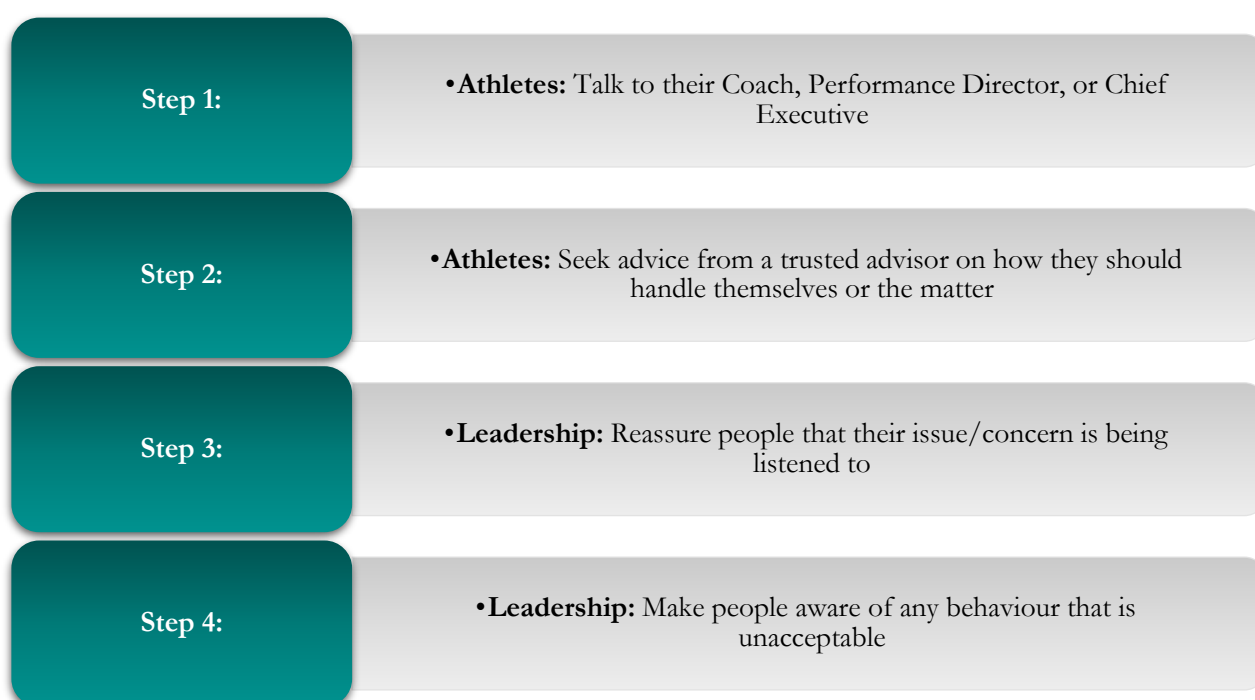 Step 1:
•Athletes: Talk to their Coach, Performance Director, or Chief
Executive
Step 2:
•Athletes: Seek advice from a trusted advisor on how they should
handle themselves or the matter
Step 3:
•Leadership: Reassure people that their issue/concern is being
listened to
Step 4:
•Leadership: Make people aware of any behaviour that is
unacceptable